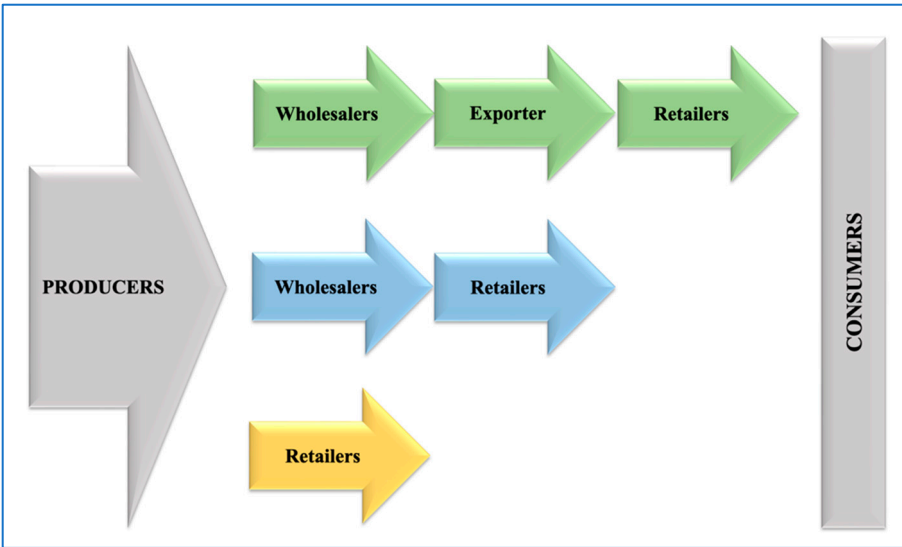 Wholesalers
Exporter
Retailers
PRODUCERS
Wholesalers
Retailers
CONSUMERS
Retailers